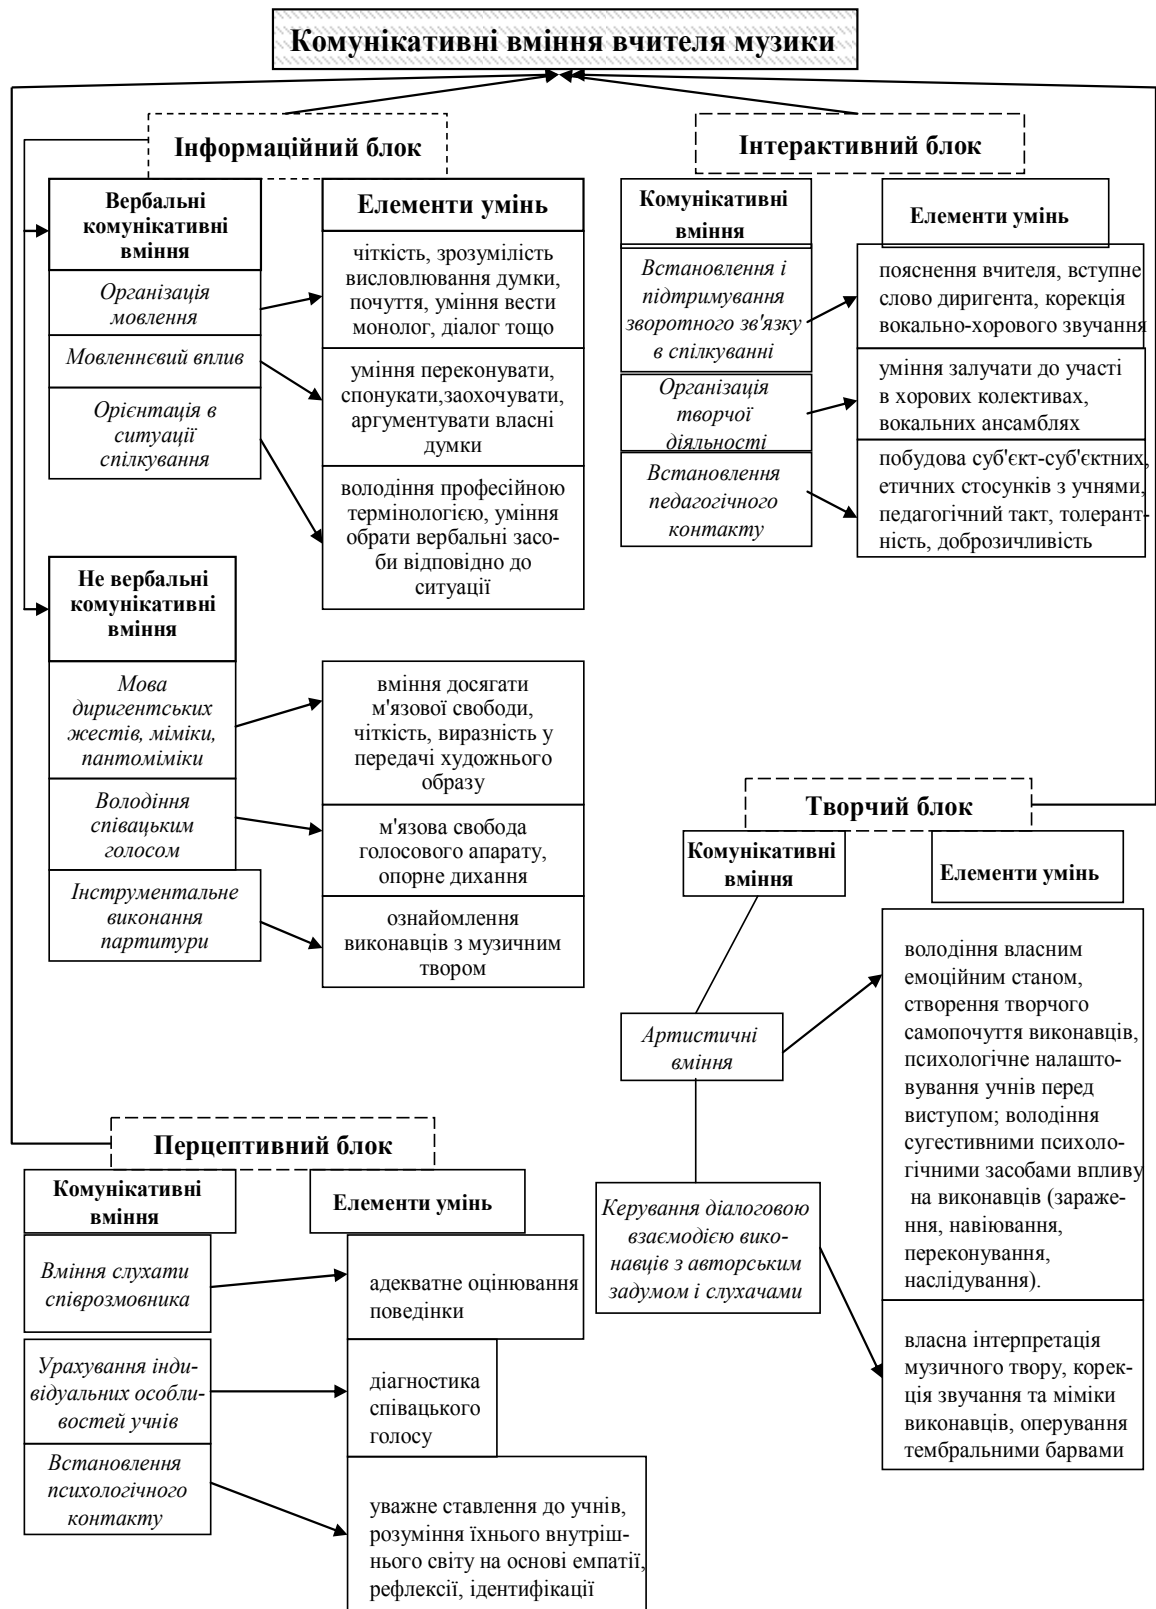 Комунікативні вміння вчителя музики
Інформаційний блок
Вербальні
комунікативні
вміння
Елементи умінь
Організація
мовлення
чіткість, зрозумілість
висловлювання думки,
почуття, уміння вести
монолог, діалог тощо
Мовленнєвий вплив
уміння переконувати,
спонукати,заохочувати,
аргументувати власні
думки
Орієнтація в
ситуації
спілкування
володіння професійною
термінологією, уміння
обрати вербальні засо-
би відповідно до
ситуації
Не вербальні
комунікативні
вміння
Мова
диригентських
жестів, міміки,
пантоміміки
вміння досягати
м'язової свободи,
чіткість, виразність у
передачі художнього
образу
Володіння
співацьким
голосом
м'язова свобода
голосового апарату,
опорне дихання
Інструментальне
виконання
партитури
ознайомлення
виконавців з музичним
твором
Інтерактивний блок
Комунікативні
вміння
Елементи умінь
Встановлення і
підтримування
зворотного зв'язку
в спілкуванні
пояснення вчителя, вступне
слово диригента, корекція
вокально-хорового звучання
Організація
творчої
діяльності
уміння залучати до участі
в хорових колективах,
вокальних ансамблях
Встановлення
педагогічного
контакту
побудова суб'єкт-суб'єктних,
етичних стосунків з учнями,
педагогічний такт, толерант-
ність, доброзичливість
Творчий блок
Комунікативні
вміння
Елементи умінь
Артистичні
вміння
володіння власним
емоційним станом,
створення творчого
самопочуття виконавців,
психологічне налашто-
вування учнів перед
виступом; володіння
сугестивними психоло-
гічними засобами впливу
на виконавців (зараже-
ння, навіювання,
переконування,
наслідування).
Керування діалоговою
взаємодією вико-
навців з авторським
задумом і слухачами
власна інтерпретація
музичного твору, корек-
ція звучання та міміки
виконавців, оперування
тембральними барвами
Перцептивний блок
Комунікативні
вміння
Елементи умінь
Вміння слухати
співрозмовника
адекватне оцінювання
поведінки
Урахування інди-
відуальних особли-
востей учнів
діагностика
співацького
голосу
Встановлення
психологічного
контакту
уважне ставлення до учнів,
розуміння їхнього внутріш-
нього світу на основі емпатії,
рефлексії, ідентифікації